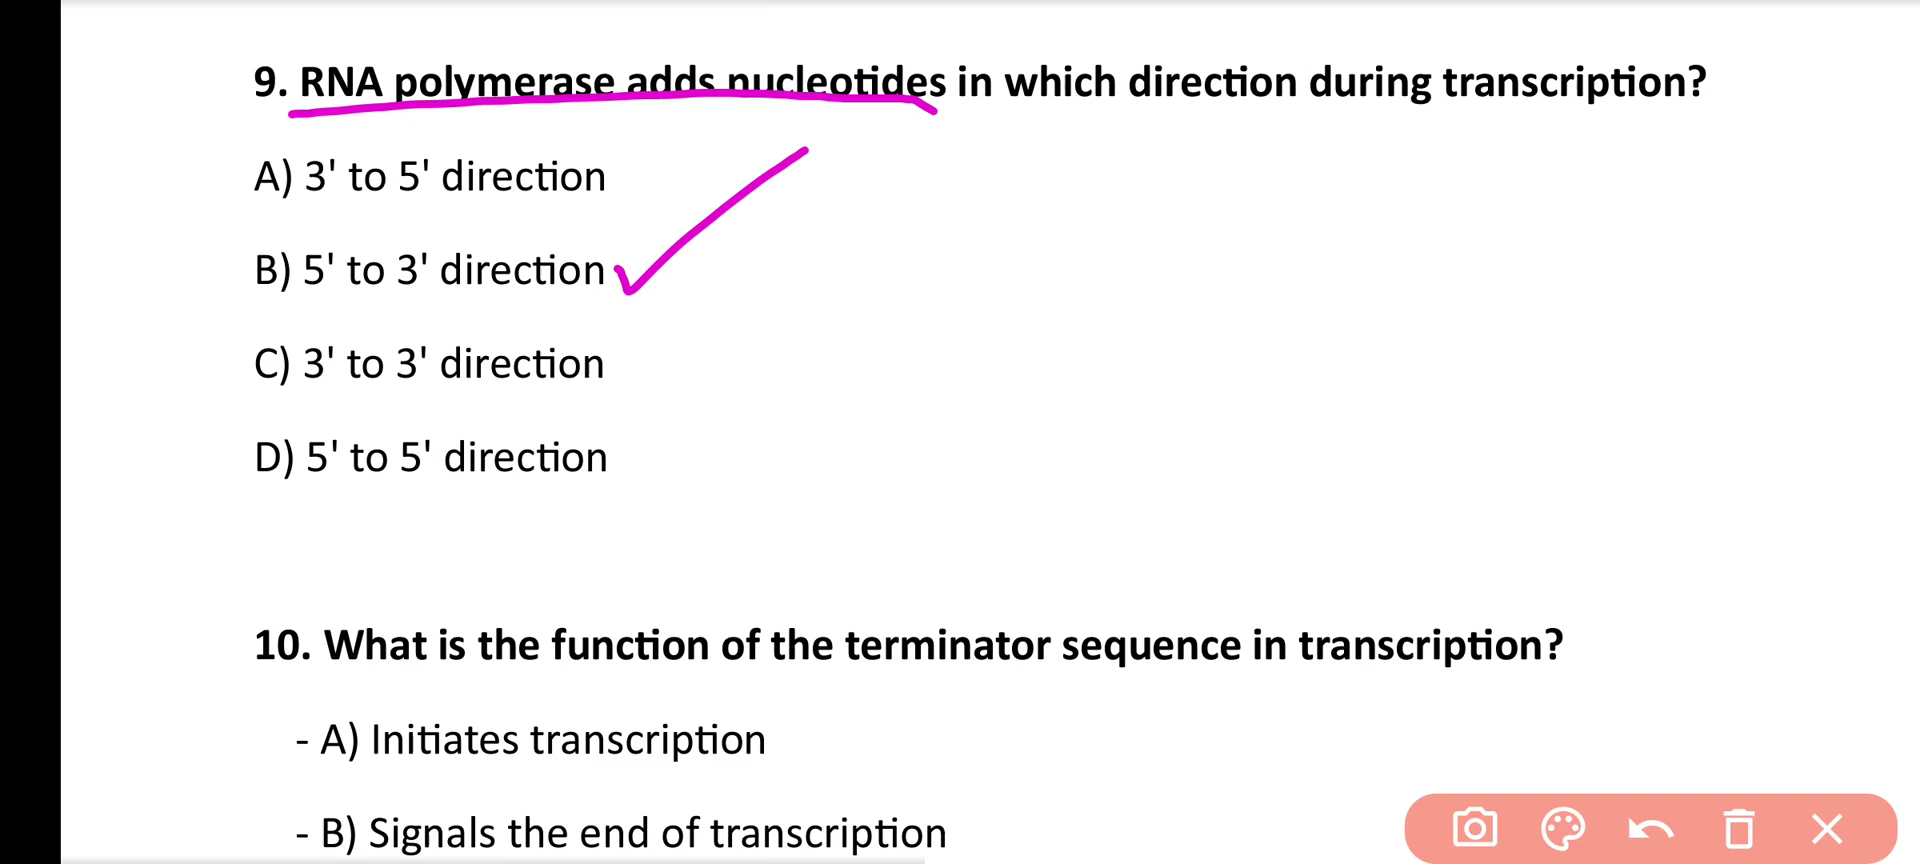 9. RNA polymerase adds nucleotides in which direction during transcription?
A) 3' to 5' direction
B) 5' to 3' direction
C) 3' to 3' direction
D) 5' to 5' direction
10. What is the function of the terminator sequence in transcription?
- A) Initiates transcription
- B) Signals the end of transcription